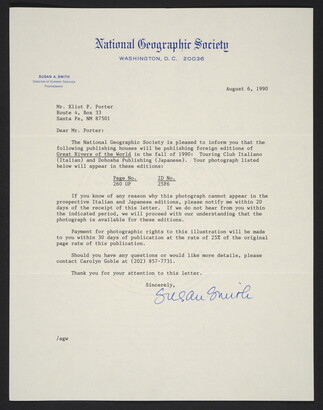 National Geographic Society
WASHINGTON, D. C. 20036
SUSAN A. SMITH
August 6, 1990
Mr. Eliot F. Porter
Route 4, Box 33
Santa Fe, NM 87501
Dear Mr. Porter:
The National Geographic Society is pleased to inform you that the
following publishing houses will be publishing foreign editions of
Great Rivers of the World in the fall of 1990: Touring Club Italiano
(Italian) and Dohosha Publishing (Japanese). Your photograph listed
below will appear in these editions:
Page No. ID No.
260 UP 25P6
If you know of any reason why this photograph cannot appear in the
prospective Italian and Japanese editions, please notify me within 20
days of the receipt of this letter. If we do not hear from you within
the indicated period, we will proceed with our understanding that the
photograph is available for these editions.
Payment for photographic rights to this illustration will be made
to you within 30 days of publication at the rate of 25% of the original
page rate of this publication.
Should you have any questions or would like more details, please
contact Carolyn Goble at (202) 857-7731.
Thank you for your attention to this letter.
Sincerely,
Susan Smith
/agw